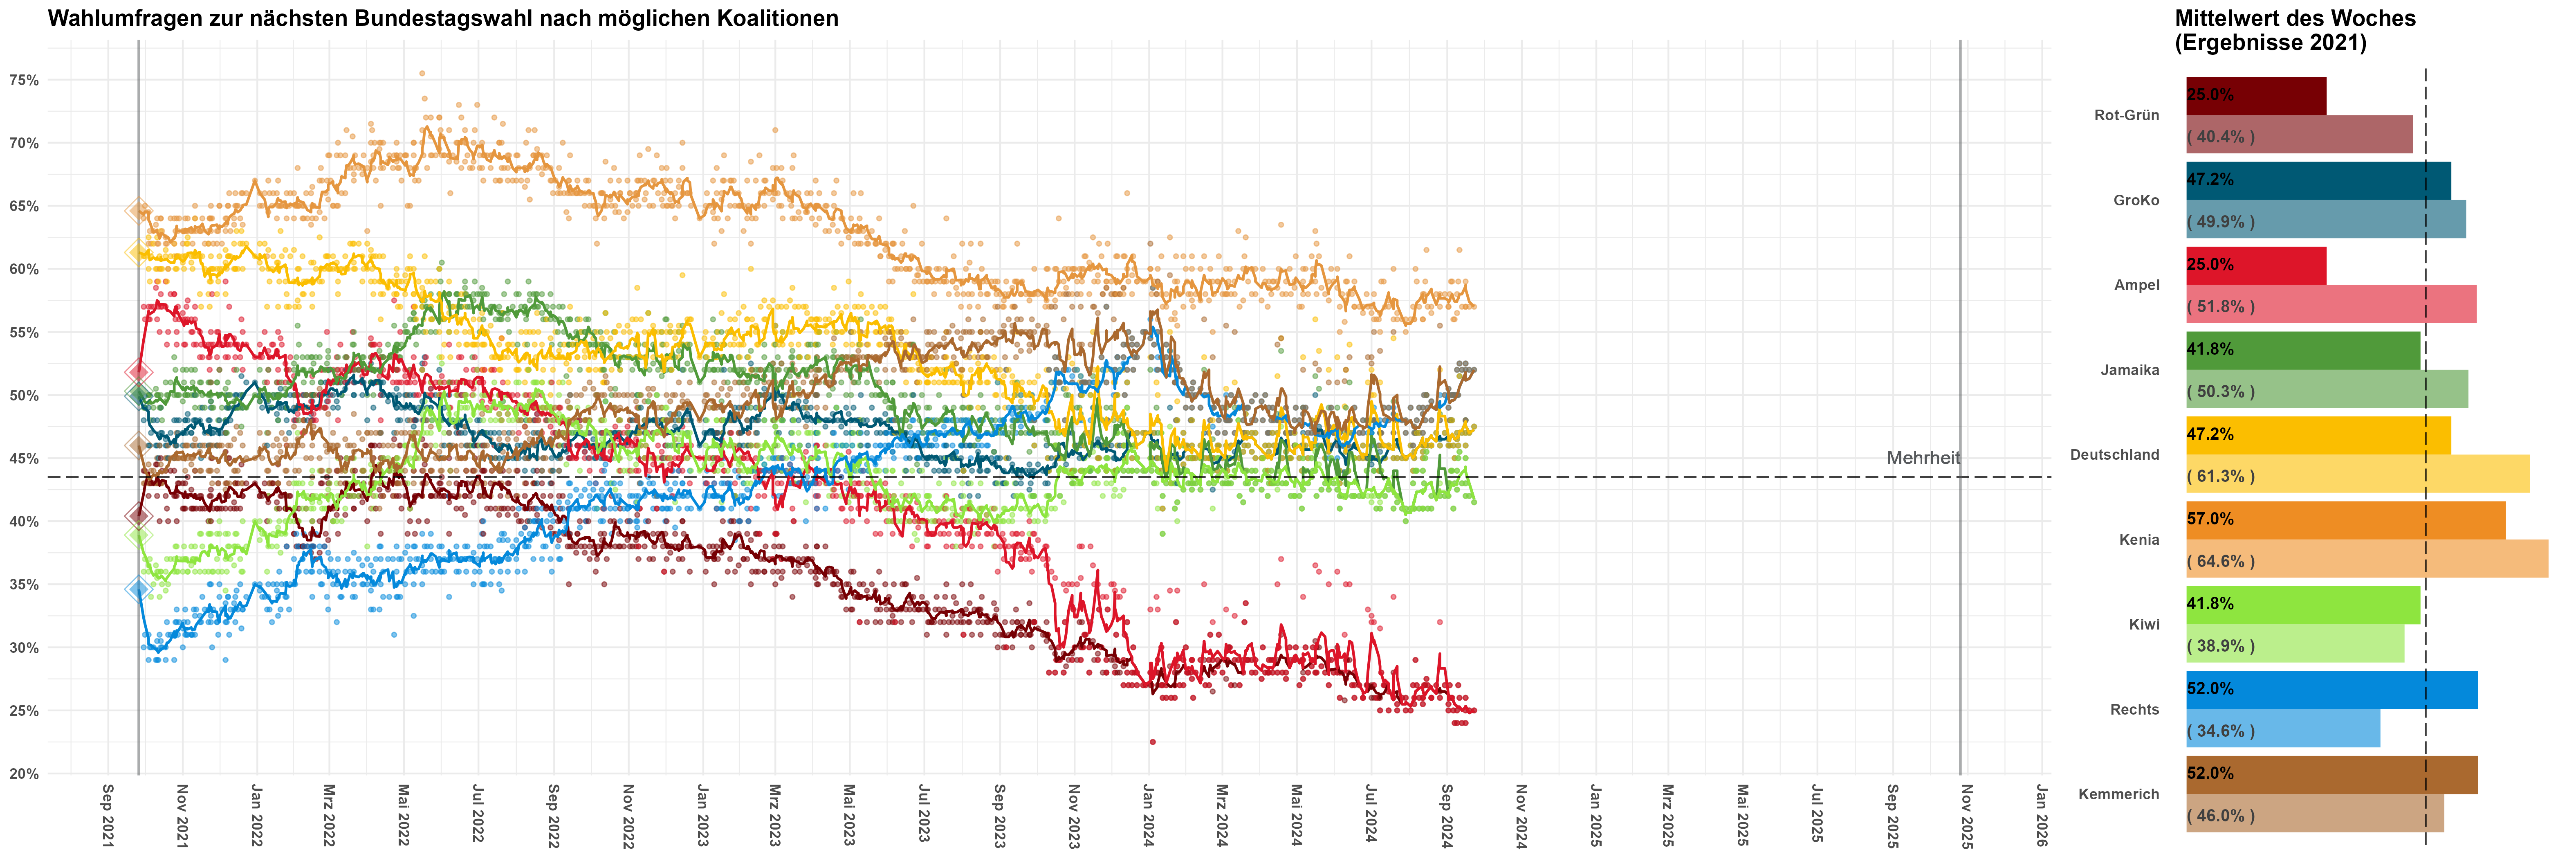 Wahlumfragen zur nächsten Bundestagswahl nach möglichen Koalitionen
75%
70%
65%
60%
55%
50%
45%
40%
35%
30%
25%
20%
Mehrheit
Sep 2021
Nov 2021
Jan 2022
Mrz 2022
Mai 2022
Jul 2022
Sep 2022
Nov 2022
Jan 2023
Mrz 2023
Mai 2023
Jul 2023
Sep 2023
Nov 2023
Jan 2024
Mrz 2024
Mai 2024
Jul 2024
Sep 2024
Nov 2024
Jan 2025
Mrz 2025
Mai 2025
Jul 2025
Sep 2025
Nov 2025
Jan 2026
Mittelwert des Woches
(Ergebnisse 2021)
Rot-Grün
25.0%
( 40.4% )
GroKo
47.2%
( 49.9% )
Ampel
25.0%
( 51.8% )
Jamaika
41.8%
( 50.3% )
Deutschland
47.2%
( 61.3% )
Kenia
57.0%
( 64.6% )
Kiwi
41.8%
( 38.9% )
Rechts
52.0%
( 34.6% )
Kemmerich
52.0%
( 46.0% )